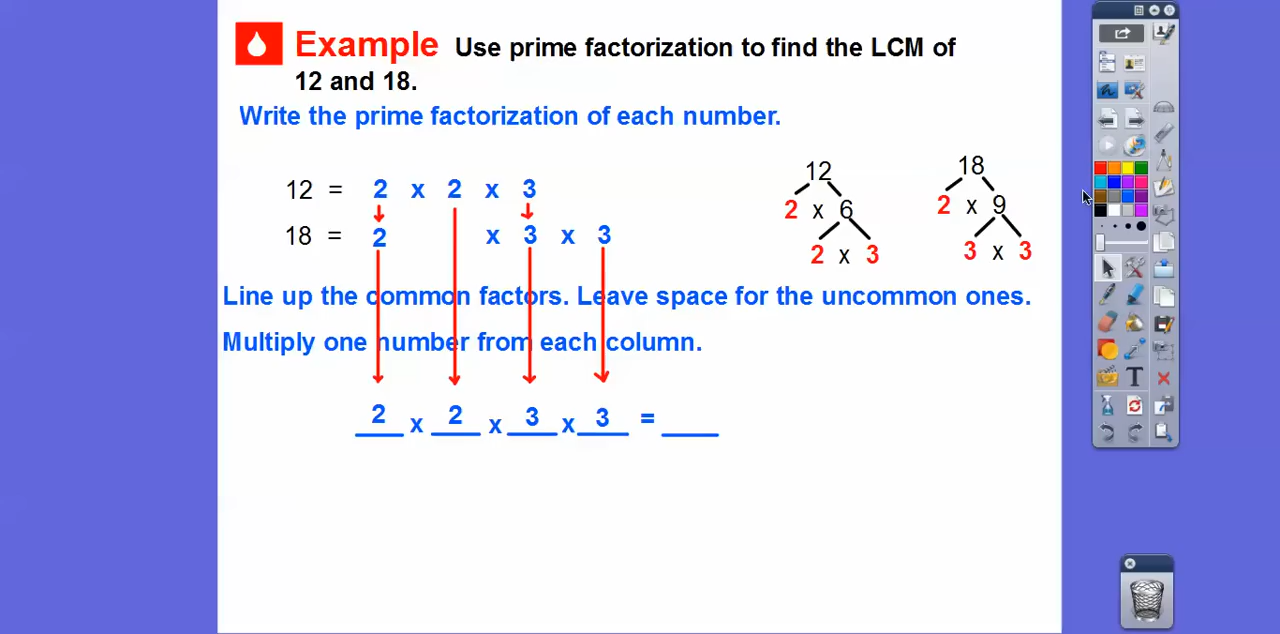 Example Use prime factorization to find the LCM of
12 and 18.
Write the prime factorization of each number.
12 = 2 x 2 x 3
18 = 2 x 3 x 3
12
2 x 6
2 x 3
18
2 x 9
3 x 3
Line up the common factors. Leave space for the uncommon ones.
Multiply one number from each column.
2 x 2 x 3 x 3 = ____
T